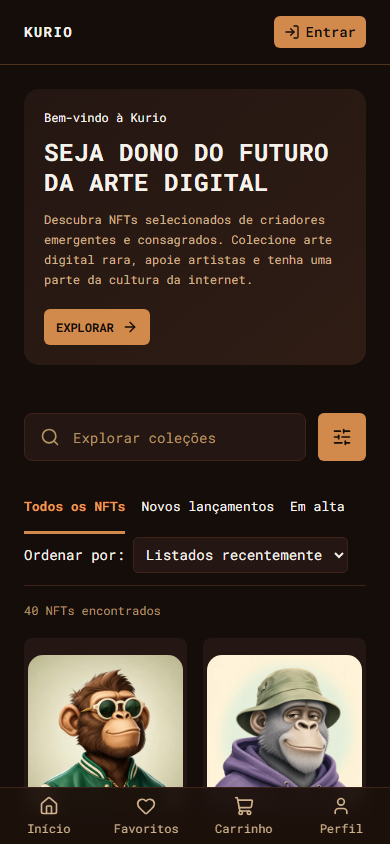 KURIO
Entrar
Bem-vindo à Kurio
SEJA DONO DO FUTURO
DA ARTE DIGITAL
Descubra NFTs selecionados de criadores
emergentes e consagrados. Colecione arte
digital rara, apoie artistas e tenha uma
parte da cultura da internet.
EXPLORAR
Explorar coleções
Todos os NFTs Novos lançamentos Em alta
Ordenar por: Listados recentemente
40 NFTs encontrados
Início Favoritos Carrinho Perfil